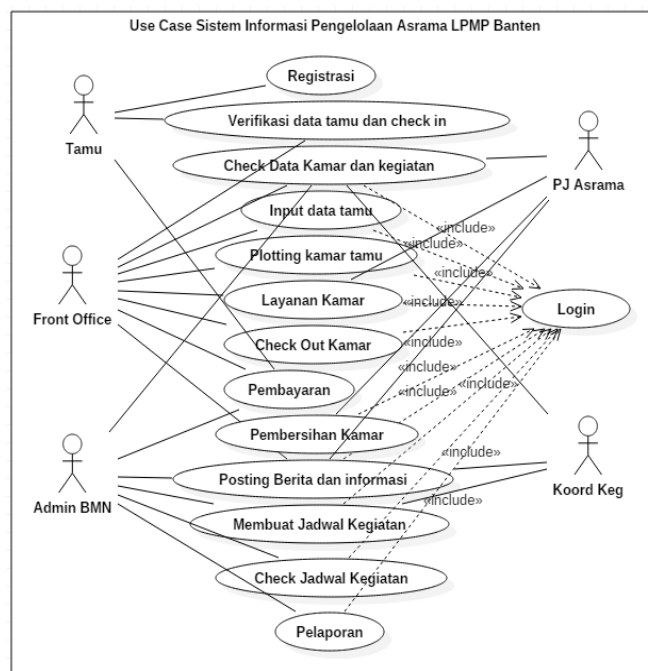 Use Case Sistem Informasi Pengelolaan Asrama LPMP Banten
Registrasi
Verifikasi data tamu dan check in
Tamu
Check Data Kamar dan kegiatan
PJ Asrama
Input data tamu
«include»
«include»
Plotting kamar tamu
«include»
Layanan Kamar
«include»
Login
Front Office
Check Out Kamar
«include»
Pembayaran
«include»
«include»
«include»
Pembersihan Kamar
«include»
Posting Berita dan informasi
Koord Keg
Admin BMN
«include»
Membuat Jadwal Kegiatan
Check Jadwal Kegiatan
Pelaporan